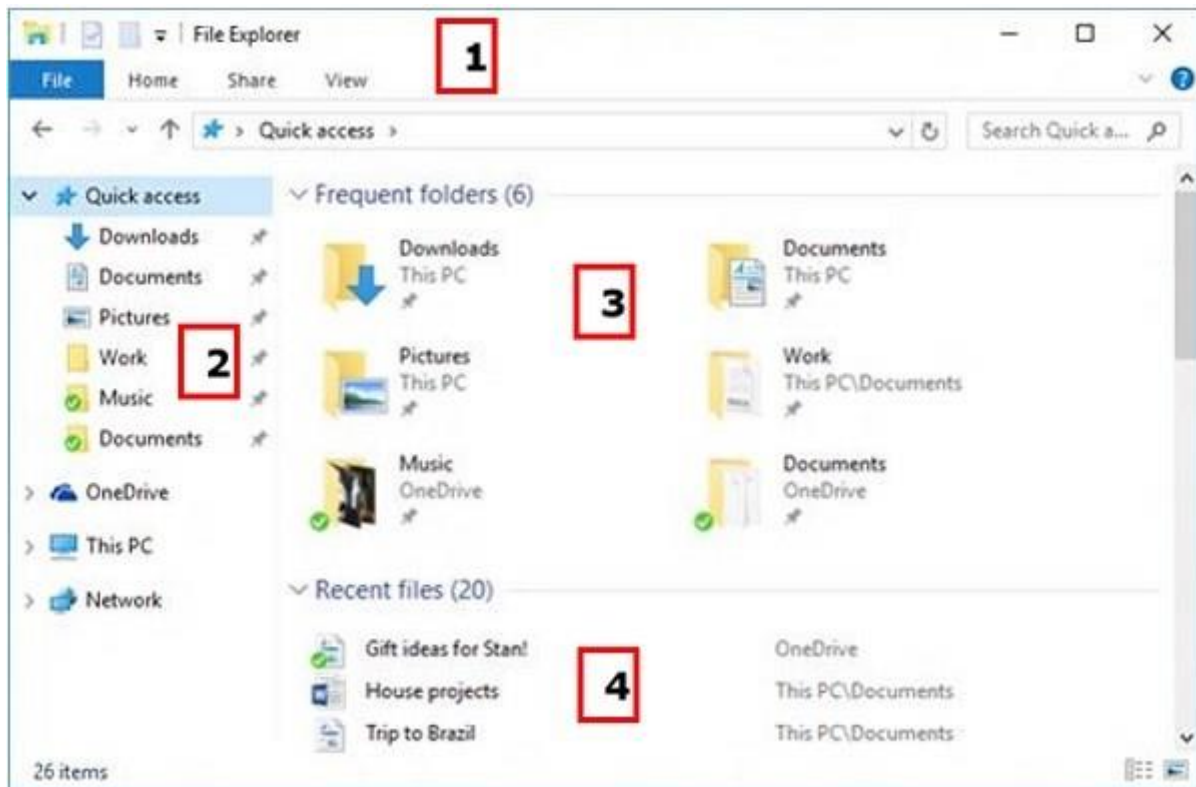 File Explorer
1
File Home Share View
Quick access
Search Quick a...
Quick access
Downloads
Documents
Pictures
Work
2
Music
Documents
OneDrive
This PC
Network
Frequent folders (6)
Downloads
This PC
Documents
This PC
3
Pictures
This PC
Work
This PC\Documents
Music
OneDrive
Documents
OneDrive
Recent files (20)
Gift ideas for Stan! OneDrive
House projects This PC\Documents
4
Trip to Brazil This PC\Documents
26 items